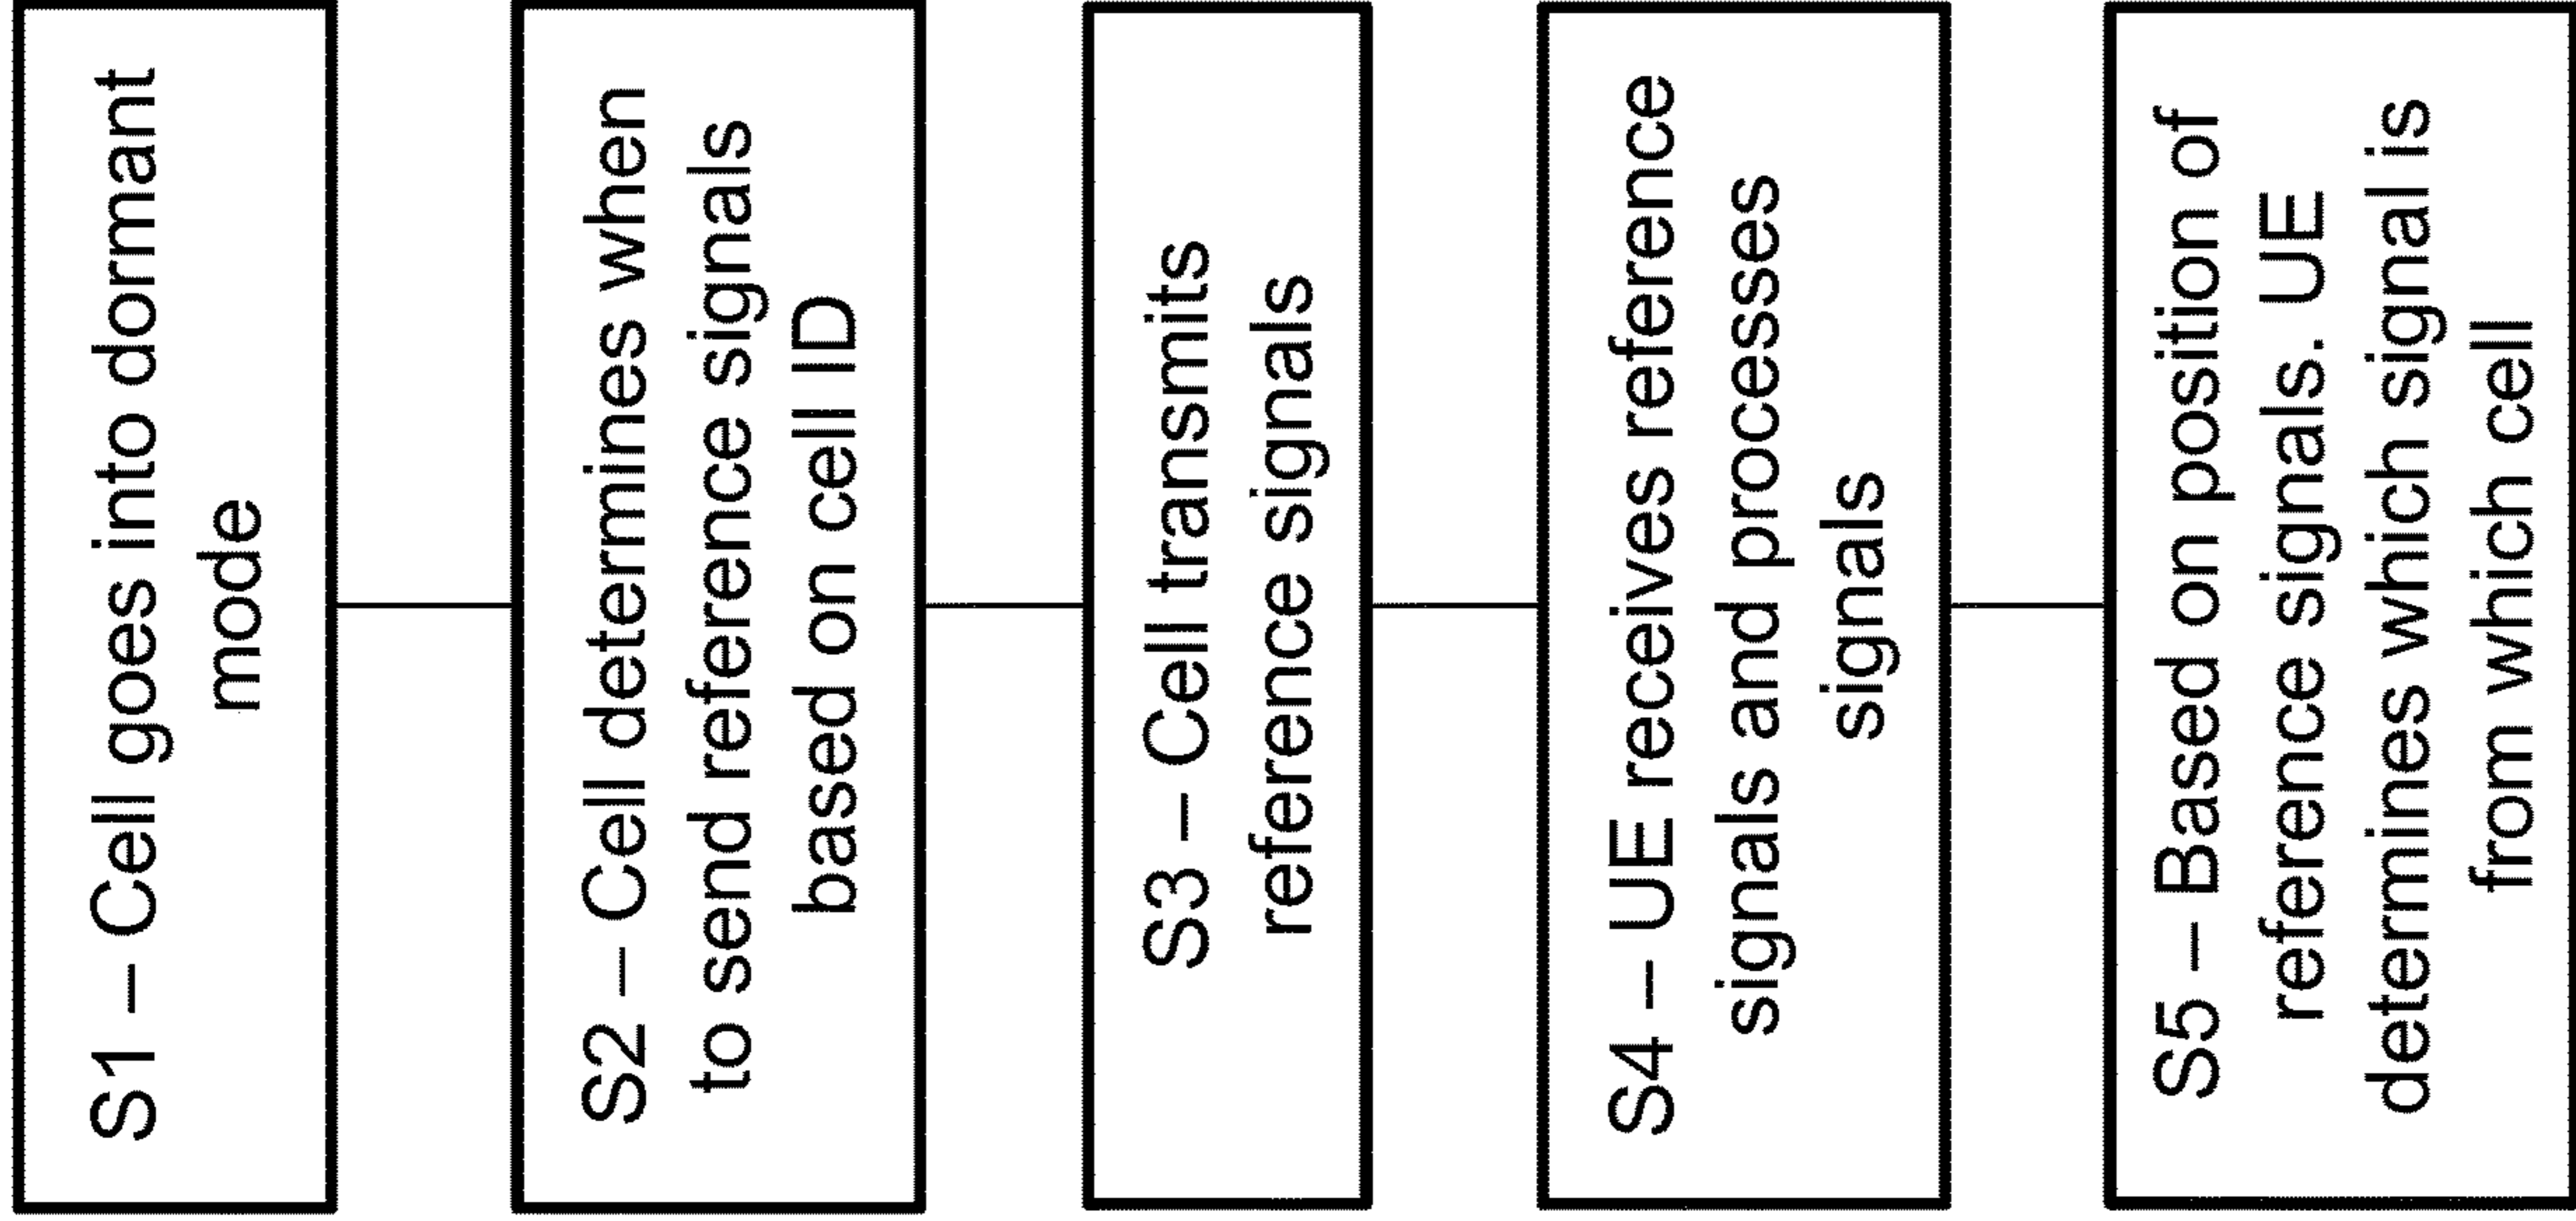 S1 – Cell goes into dormant
mode
S2 – Cell determines when
to send reference signals
based on cell ID
S3 – Cell transmits
reference signals
S4 – UE receives reference
signals and processes
signals
S5 – Based on position of
reference signals. UE
determines which signal is
from which cell